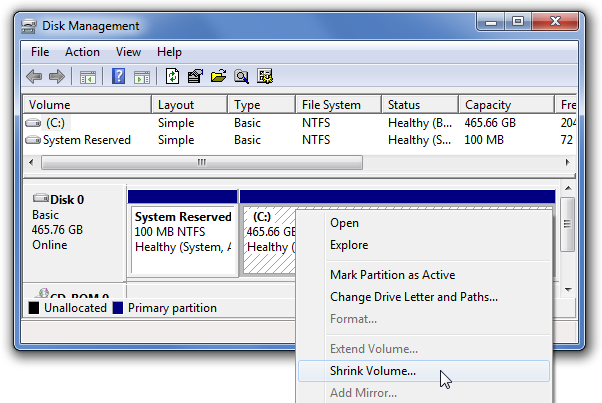 Disk Management
File Action View Help
Volume Layout Type File System Status Capacity Fre
(C:) Simple Basic NTFS Healthy (B... 465.66 GB 204
System Reserved Simple Basic NTFS Healthy (S... 100 MB 72
Disk 0
Basic
465.76 GB
Online
System Reserved
100 MB NTFS
Healthy (System, A
(C:)
465.66 GB
Healthy (
CD-ROM 0
Unallocated Primary partition
Open
Explore
Mark Partition as Active
Change Drive Letter and Paths...
Format...
Extend Volume...
Shrink Volume...
Add Mirror...